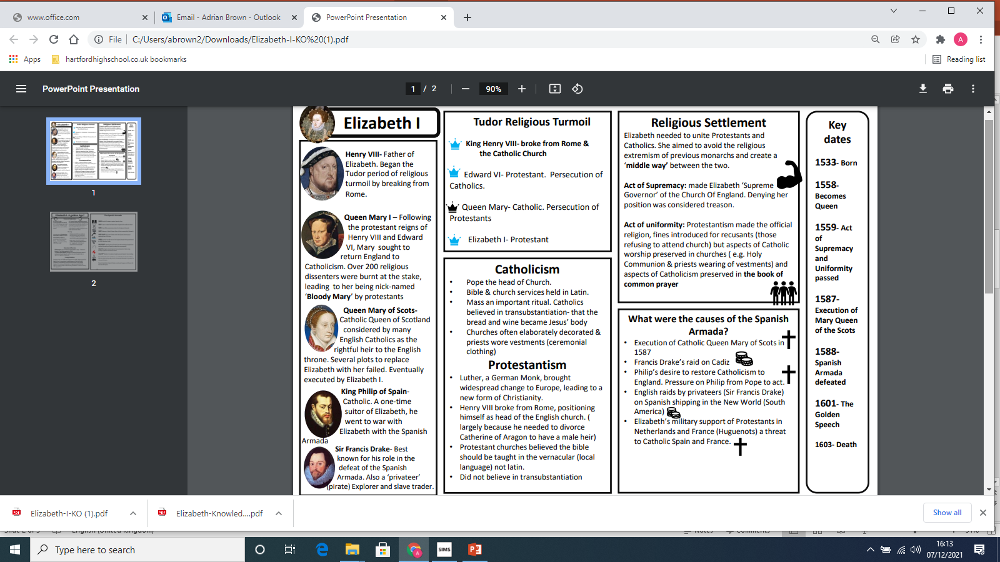 www.office.com
Email - Adrian Brown - Outlook
PowerPoint Presentation
File
C:/Users/abrown2/Downloads/Elizabeth-I-KO%20(1).pdf
A
Apps
hartfordhighschool.co.uk bookmarks
Reading list
PowerPoint Presentation
1 / 2
90%
1
2
Elizabeth I
Henry VIII- Father of
Elizabeth. Began the
Tudor period of religious
turmoil by breaking from
Rome.
Queen Mary I – Following
the protestant reigns of
Henry VIII and Edward
VI, Mary sought to
return England to
Catholicism. Over 200 religious
dissenters were burnt at the stake,
leading to her being nick-named
‘Bloody Mary’ by protestants
Queen Mary of Scots-
Catholic Queen of Scotland
considered by many
English Catholics as the
rightful heir to the English
throne. Several plots to replace
Elizabeth with her failed. Eventually
executed by Elizabeth I.
King Philip of Spain-
Catholic. A one-time
suitor of Elizabeth, he
went to war with
Elizabeth with the Spanish
Armada
Sir Francis Drake- Best
known for his role in the
defeat of the Spanish
Armada. Also a ‘privateer’
(pirate) Explorer and slave trader.
Tudor Religious Turmoil
King Henry VIII- broke from Rome &
the Catholic Church
Edward VI- Protestant. Persecution of
Catholics.
Queen Mary- Catholic. Persecution of
Protestants
Elizabeth I- Protestant
Catholicism
• Pope the head of Church.
• Bible & church services held in Latin.
• Mass an important ritual. Catholics
believed in transubstantiation- that the
bread and wine became Jesus’ body
• Churches often elaborately decorated &
priests wore vestments (ceremonial
clothing)
Protestantism
• Luther, a German Monk, brought
widespread change to Europe, leading to a
new form of Christianity.
• Henry VIII broke from Rome, positioning
himself as head of the English church. (
largely because he needed to divorce
Catherine of Aragon to have a male heir)
• Protestant churches believed the bible
should be taught in the vernacular (local
language) not latin.
• Did not believe in transubstantiation
Religious Settlement
Elizabeth needed to unite Protestants and
Catholics. She aimed to avoid the religious
extremism of previous monarchs and create a
‘middle way’ between the two.
Act of Supremacy: made Elizabeth ‘Supreme
Governor’ of the Church Of England. Denying her
position was considered treason.
Act of uniformity: Protestantism made the official
religion, fines introduced for recusants (those
refusing to attend church) but aspects of Catholic
worship preserved in churches ( e.g. Holy
Communion & priests wearing of vestments) and
aspects of Catholicism preserved in the book of
common prayer
What were the causes of the Spanish
Armada?
• Execution of Catholic Queen Mary of Scots in
1587
• Francis Drake’s raid on Cadiz
• Philip’s desire to restore Catholicism to
England. Pressure on Philip from Pope to act.
• English raids by privateers (Sir Francis Drake)
on Spanish shipping in the New World (South
America)
• Elizabeth’s military support of Protestants in
Netherlands and France (Huguenots) a threat
to Catholic Spain and France.
Key
dates
1533- Born
1558-
Becomes
Queen
1559- Act
of
Supremacy
and
Uniformity
passed
1587-
Execution of
Mary Queen
of the Scots
1588-
Spanish
Armada
defeated
1601- The
Golden
Speech
1603- Death
Elizabeth-I-KO (1).pdf
Elizabeth-Knowled....pdf
Show all
Type here to search
SIMS
16:13
07/12/2021